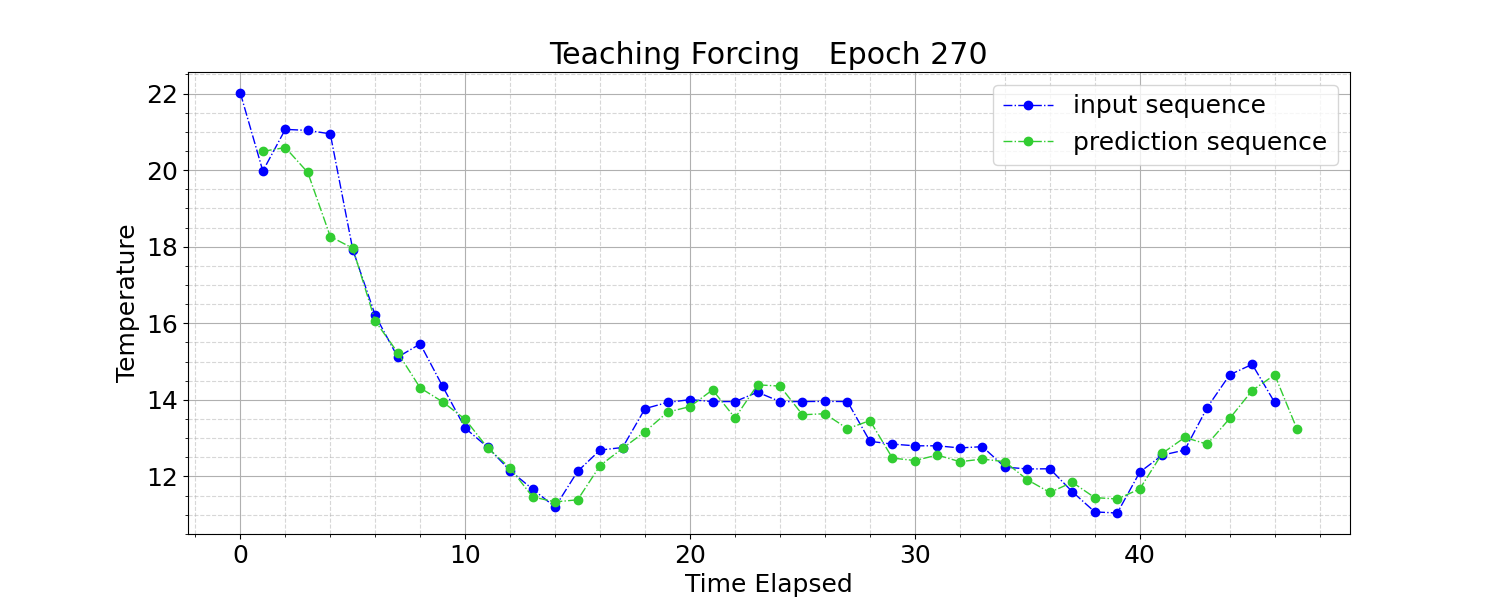 Teaching Forcing   Epoch 270
22
20
18
16
14
12
Temperature
input sequence
prediction sequence
0 10 20 30 40
Time Elapsed